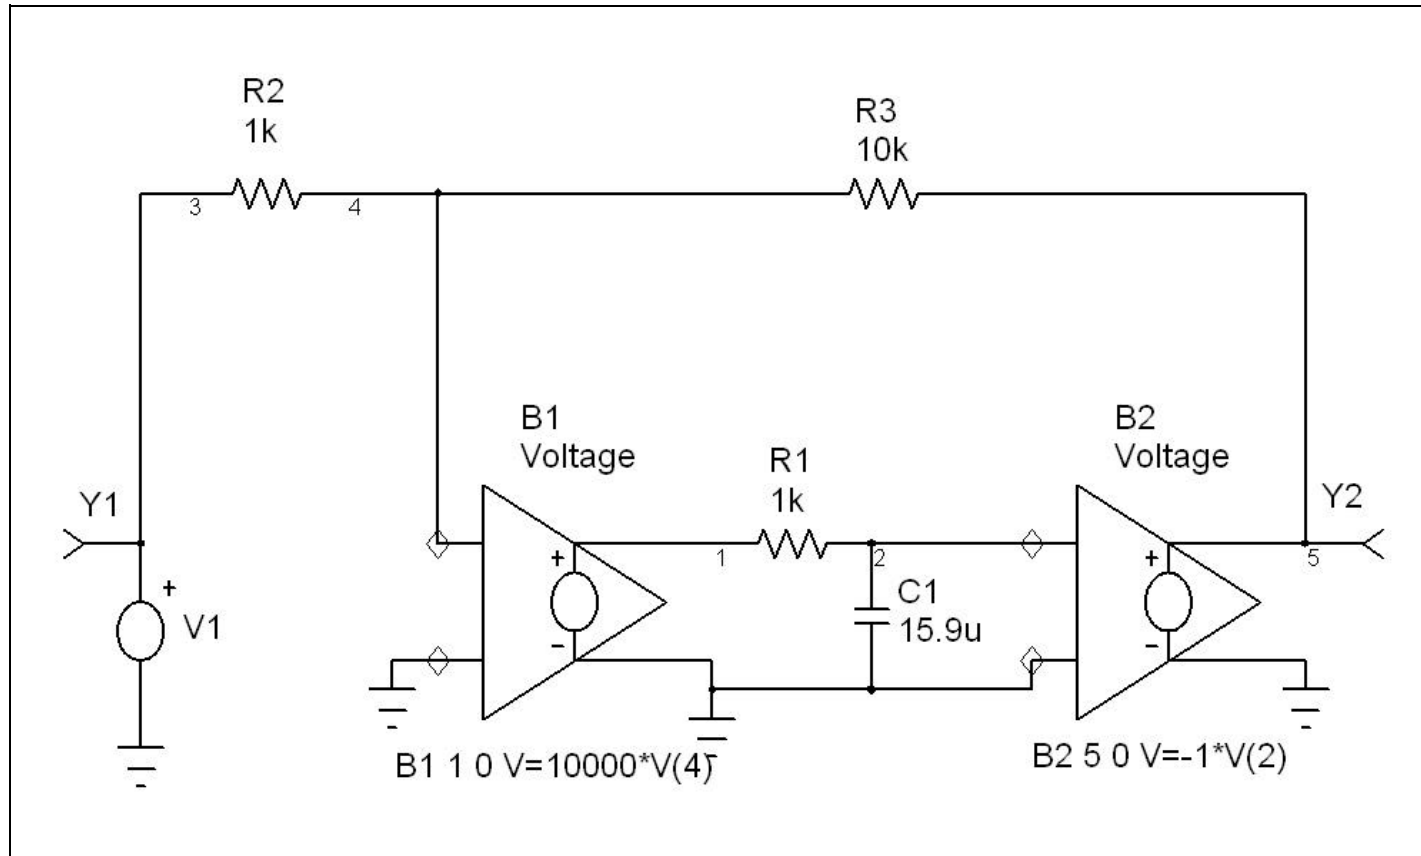 R2
1k
R3
10k
3
4
B1
Voltage
B2
Voltage
R1
1k
Y1
Y2
1
2
5
+
+
+
V1
C1
15.9u
-
-
B1 1 0 V=10000*V(4)
B2 5 0 V=-1*V(2)